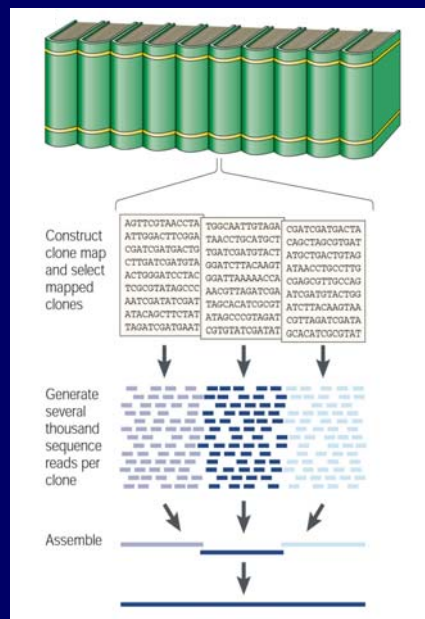 Construct
clone map
and select
mapped
clones
AGTTCGTAACCTA
ATTGGACTTCGGA
CGATCGATGACTG
CTTGATCGATGTA
ACTGGGATCCTAC
TCGCGTATAGCCC
AATCGATATCGAT
ATACAGCTTCTAT
TAGATCGATGAAT
TGGCAATTGTAGA
TAACCTGCATGCT
TGATCGATGTACT
GGATCTTACAAGT
GGATTAAAAACCA
AACGTTAGATCGA
TAGCACATCGCGT
ATAGCCCGTAGAT
CGTGTATCGATAT
CGATCGATGACTA
CAGCTAGCGTGAT
ATGCTGACTGTAG
ATAACCTGCCTTG
CGAGCGTTGCCAG
ATCGATGTACTGG
ATCTTACAAGTAA
CGTTAGATCGATA
GCACATCGCGTAT
Generate
several
thousand
sequence
reads per
clone
Assemble